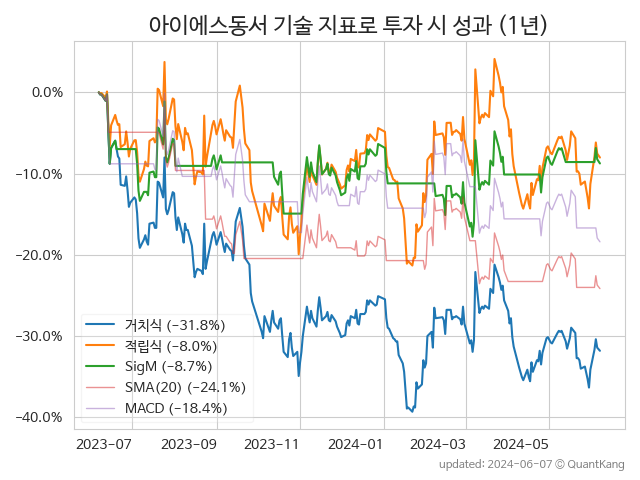 아이에스동서 기술 지표로 투자 시 성과 (1년)
0.0%
−10.0%
−20.0%
−30.0%
−40.0%
거치식 (−31.8%)
적립식 (−8.0%)
SigM (−8.7%)
SMA(20) (−24.1%)
MACD (−18.4%)
2023−07 2023−09 2023−11 2024−01 2024−03 2024−05
updated: 2024−06−07 © QuantKang